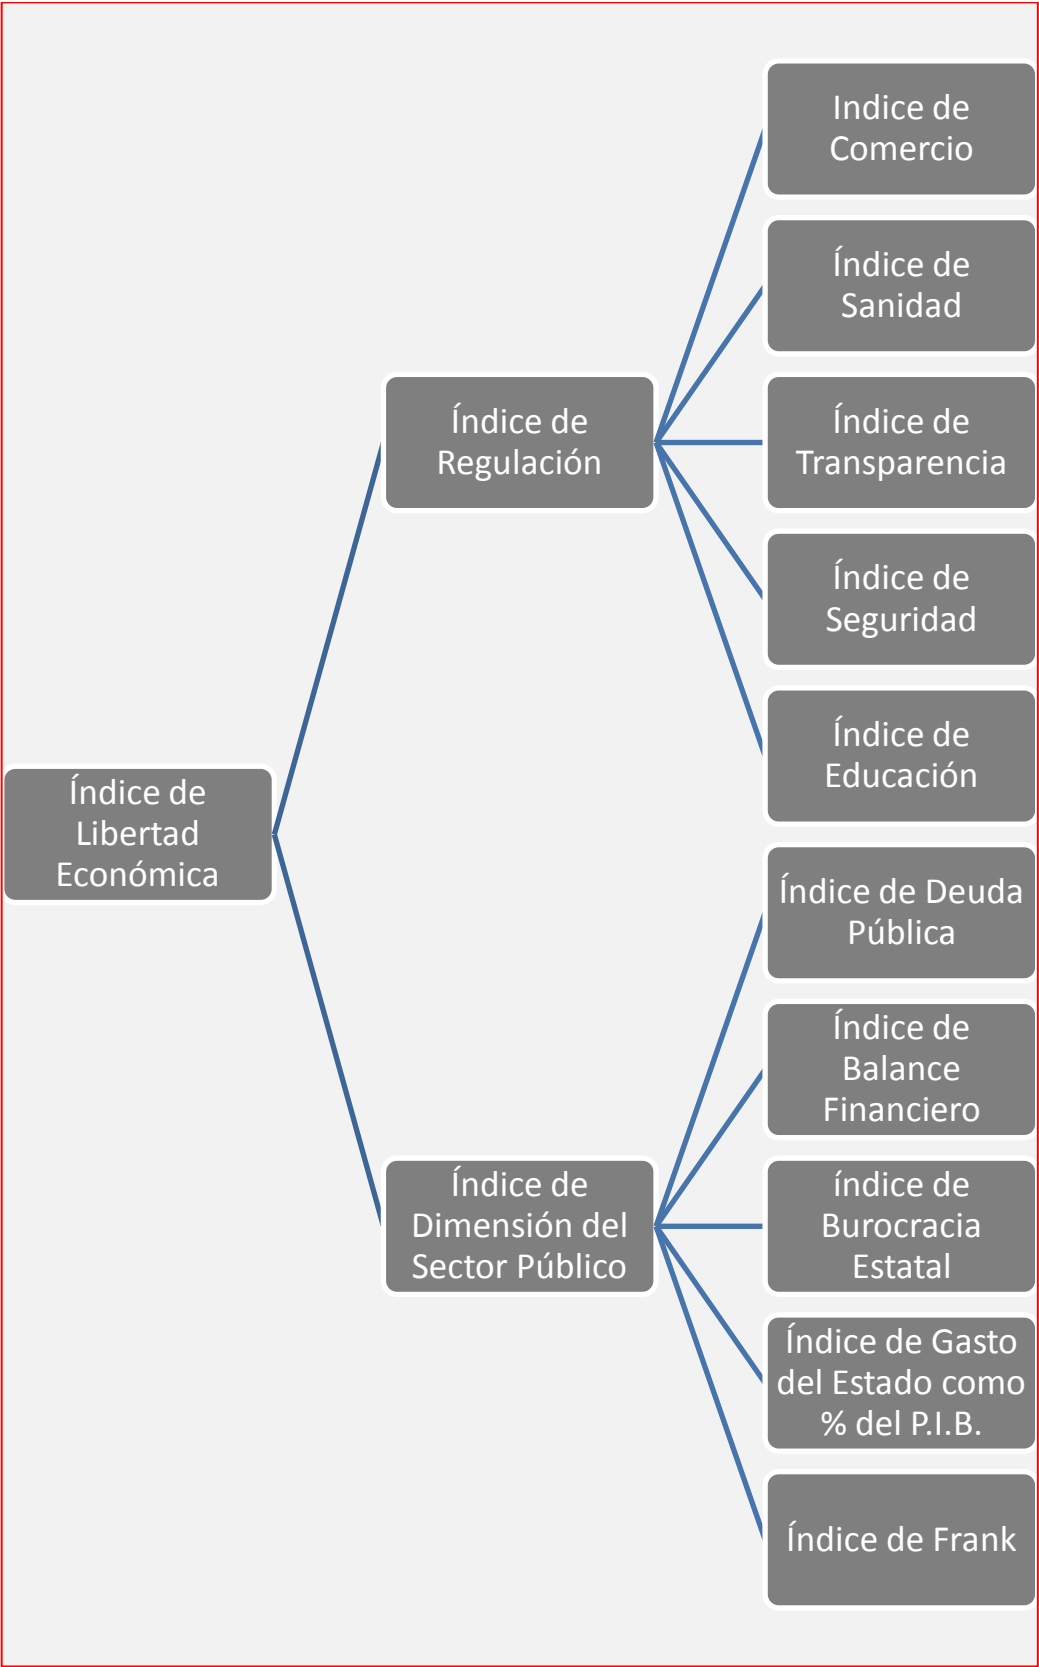 Indice de
Comercio
Índice de
Sanidad
Índice de
Regulación
Índice de
Transparencia
Índice de
Seguridad
Índice de
Educación
Índice de
Libertad
Económica
Índice de Deuda
Pública
Índice de
Balance
Financiero
Índice de
Dimensión del
Sector Público
índice de
Burocracia
Estatal
Índice de Gasto
del Estado como
% del P.I.B.
Índice de Frank